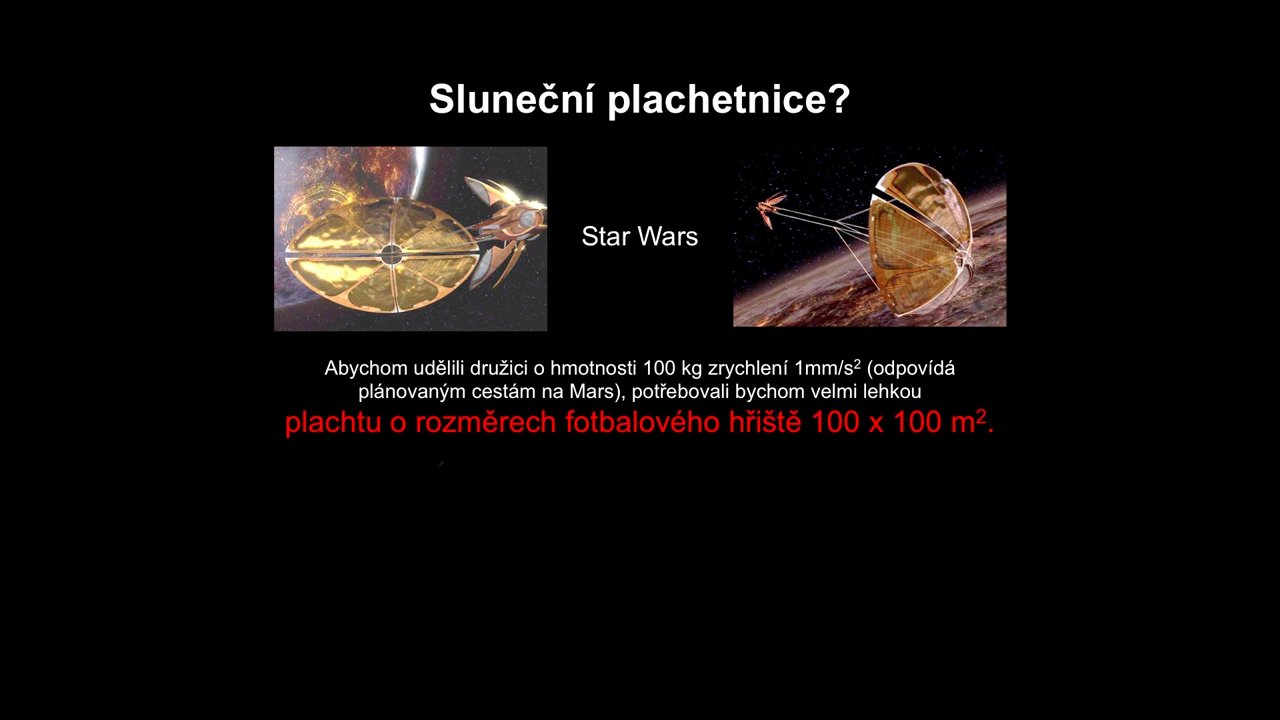 Sluneční plachetnice?
Star Wars
Abychom udělili družici o hmotnosti 100 kg zrychlení 1mm/s² (odpovídá
plánovaným cestám na Mars), potřebovali bychom velmi lehkou
plachtu o rozměrech fotbalového hřiště 100 x 100 m².